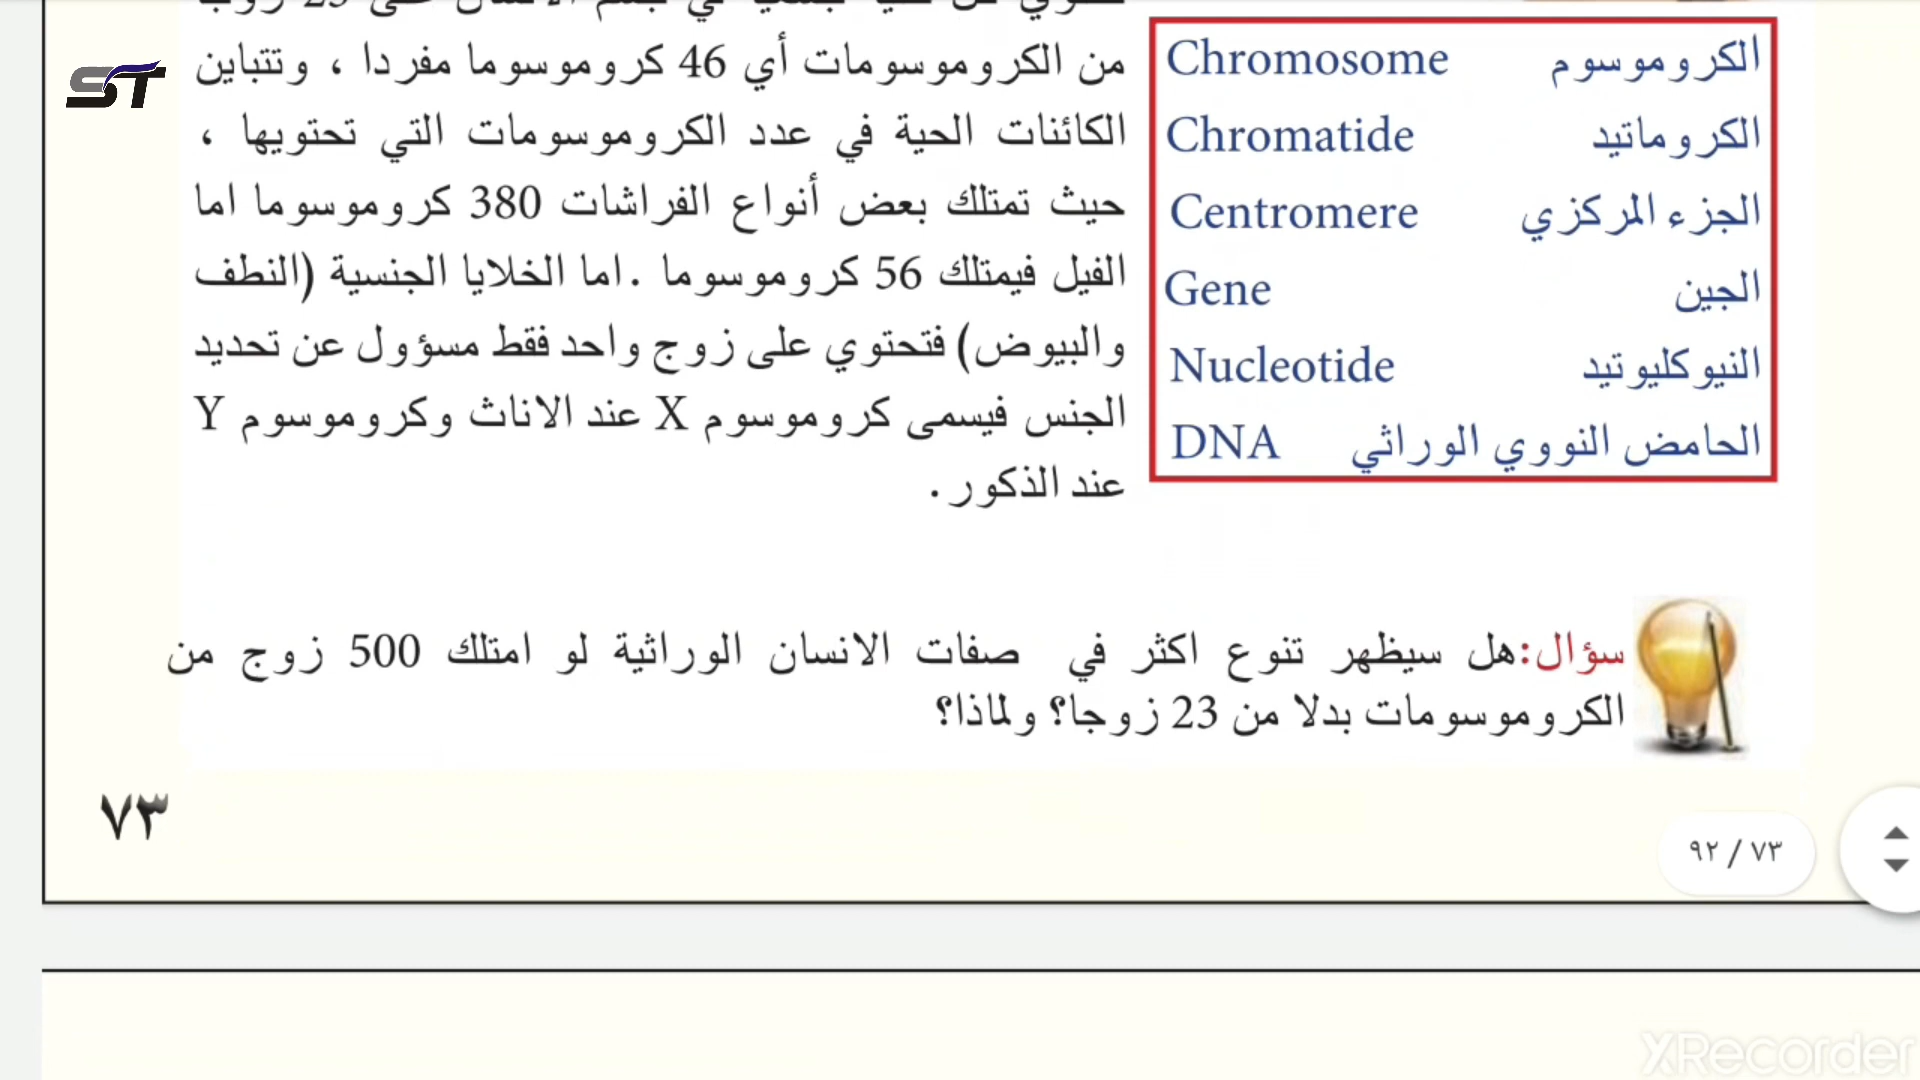 من الكروموسومات أي 46 كروموسوما مفردا ، وتتباين
الكائنات الحية في عدد الكروموسومات التي تحتويها ،
حيث تمتلك بعض أنواع الفراشات 380 كروموسوما اما
الفيل فيمتلك 56 كروموسوما . اما الخلايا الجنسية (النطف
والبيوض) فتحتوي على زوج واحد فقط مسؤول عن تحديد
الجنس فيسمى كروموسوم X عند الاناث وكروموسوم Y
عند الذكور .
الكروموسوم Chromosome
الكروماتيد Chromatide
الجزء المركزي Centromere
الجين Gene
النيوكليوتيد Nucleotide
الحامض النووي الوراثي DNA
سؤال:هل سيظهر تنوع اكثر في صفات الانسان الوراثية لو امتلك 500 زوج من
الكروموسومات بدلا من 23 زوجا؟ ولماذا؟
٧٣
٧٣ / ٩٢
ST
XRecorder